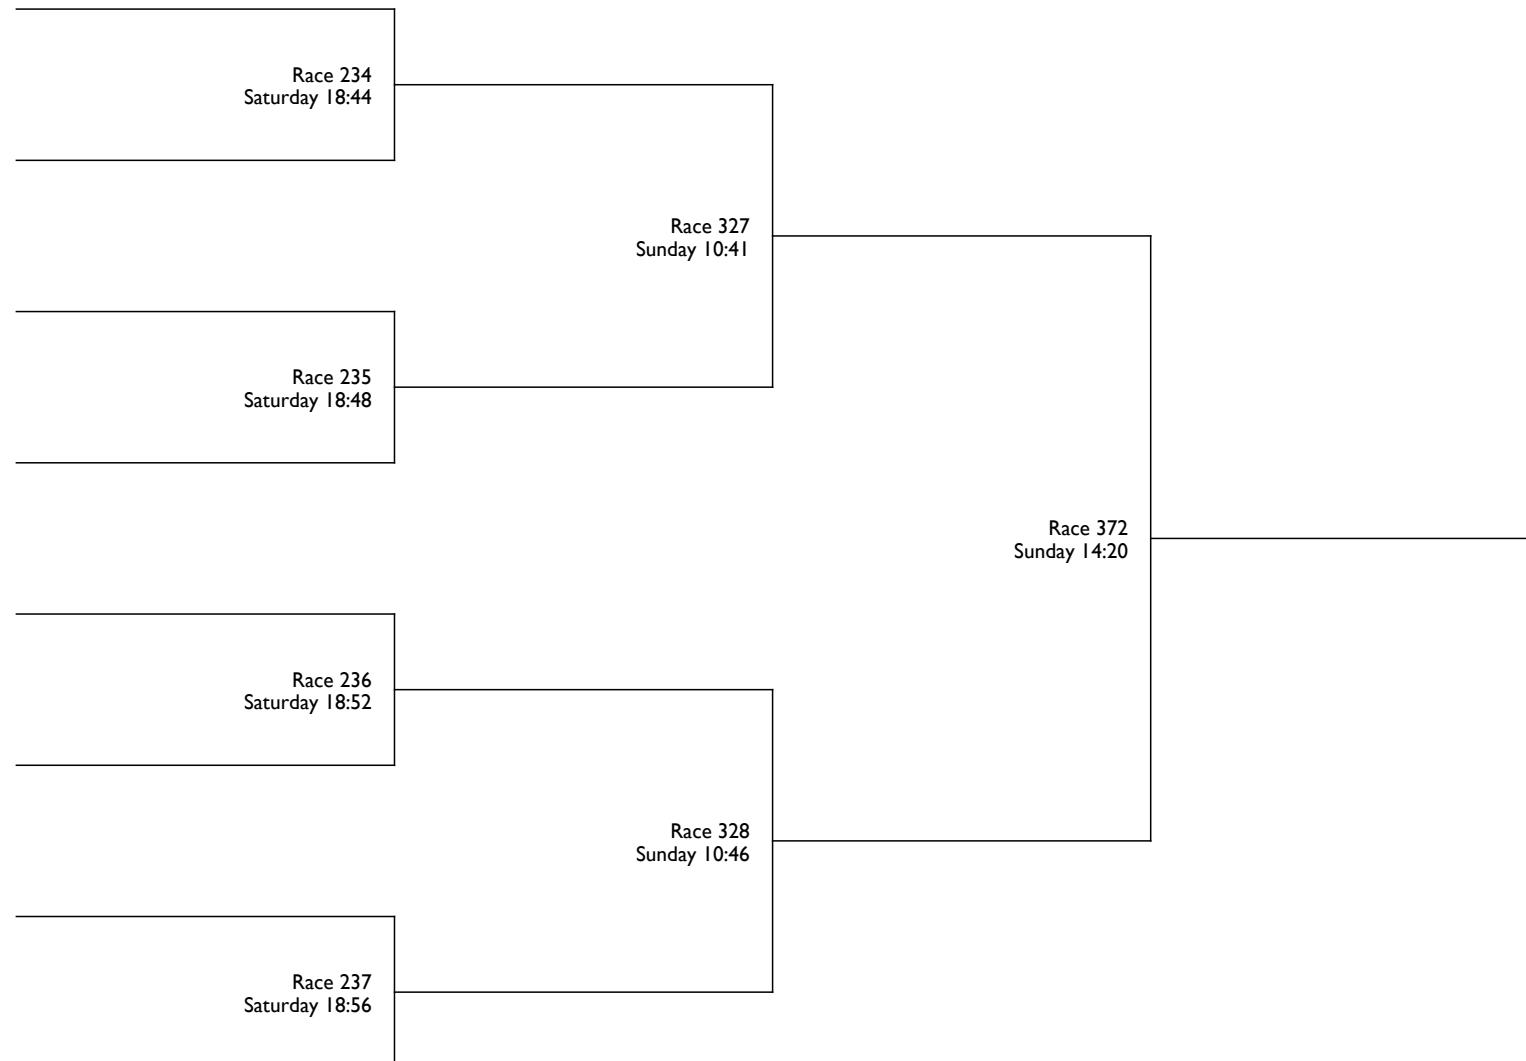 Race 234
Saturday 18:44
Race 327
Sunday 10:41
Race 235
Saturday 18:48
Race 372
Sunday 14:20
Race 236
Saturday 18:52
Race 328
Sunday 10:46
Race 237
Saturday 18:56